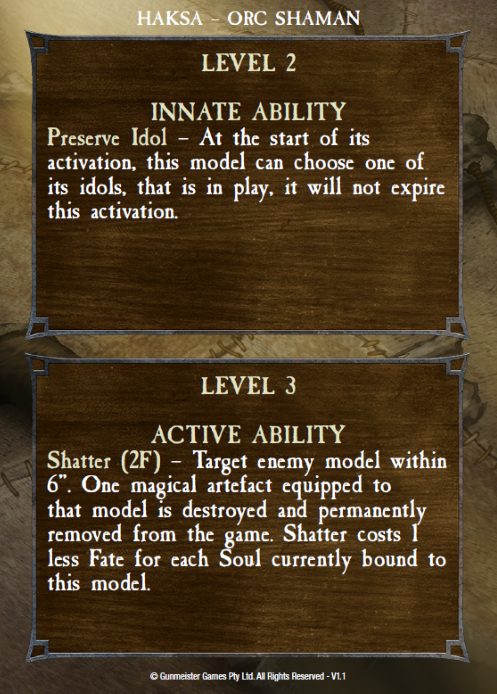 HAKSA – ORC SHAMAN
LEVEL 2
INNATE ABILITY
Preserve Idol – At the start of its
activation, this model can choose one of
its idols, that is in play, it will not expire
this activation.
LEVEL 3
ACTIVE ABILITY
Shatter (2F) – Target enemy model within
6”. One magical artefact equipped to
that model is destroyed and permanently
removed from the game. Shatter costs 1
less Fate for each Soul currently bound to
this model.
© Gunmeister Games Pty Ltd. All Rights Reserved - V1.1